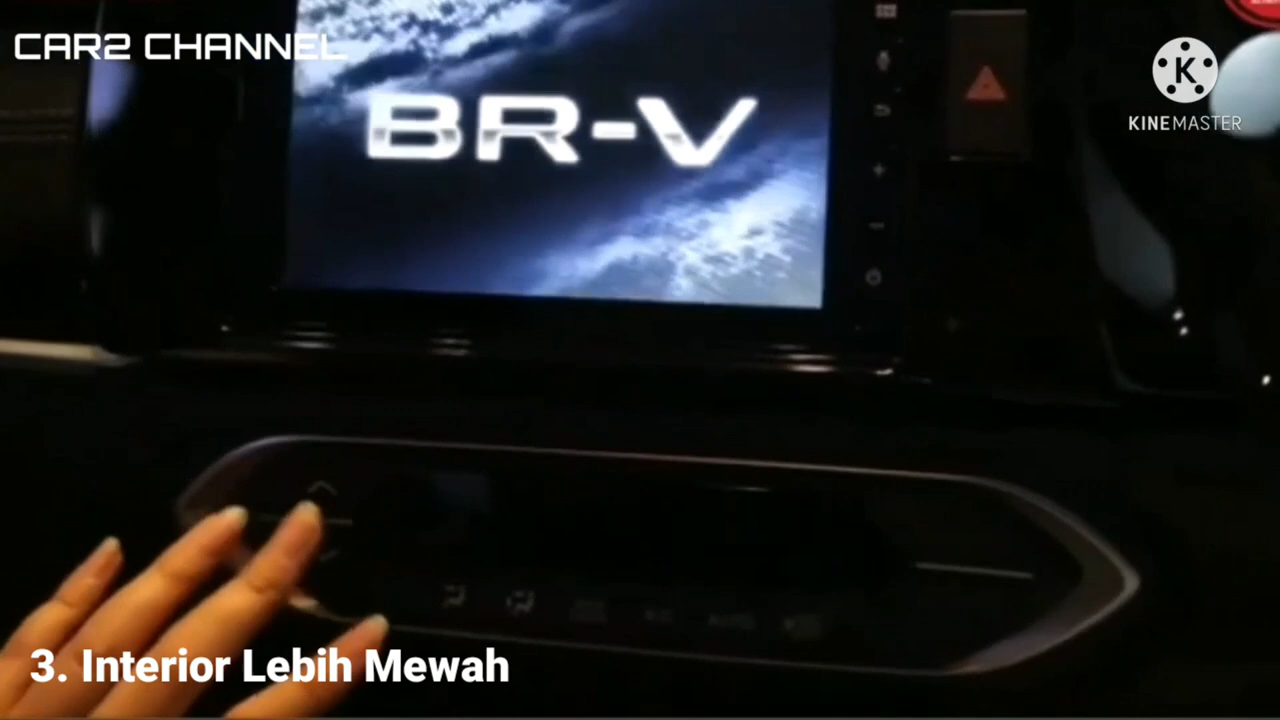 CAR2 CHANNEL
BR-V
K
KINEMASTER
3. Interior Lebih Mewah